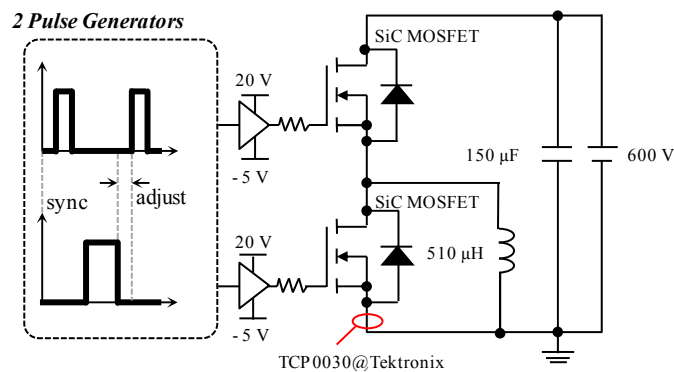 2 Pulse Generators
SiC MOSFET
20 V
-5 V
150 μF
600 V
sync
adjust
SiC MOSFET
20 V
510 μH
-5 V
TCP0030@Tektronix